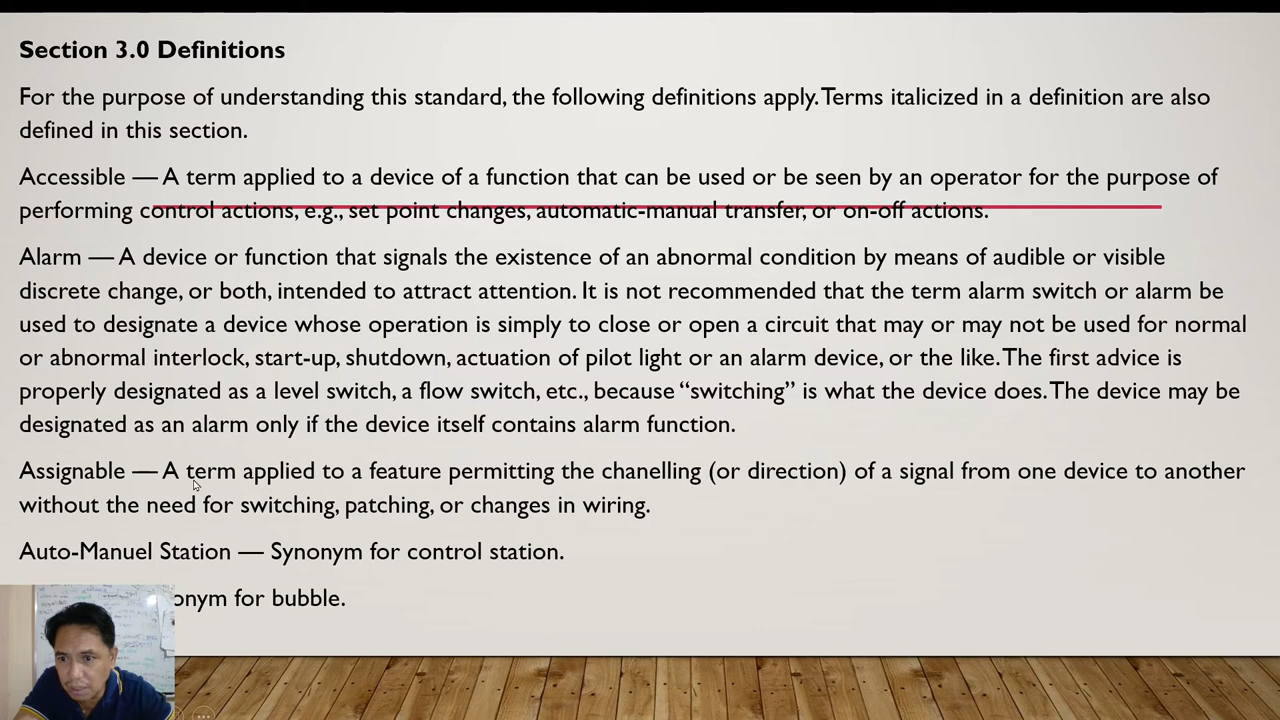 Section 3.0 Definitions
For the purpose of understanding this standard, the following definitions apply. Terms italicized in a definition are also
defined in this section.
Accessible — A term applied to a device of a function that can be used or be seen by an operator for the purpose of
performing control actions, e.g., set point changes, automatic-manual transfer, or on-off actions.
Alarm — A device or function that signals the existence of an abnormal condition by means of audible or visible
discrete change, or both, intended to attract attention. It is not recommended that the term alarm switch or alarm be
used to designate a device whose operation is simply to close or open a circuit that may or may not be used for normal
or abnormal interlock, start-up, shutdown, actuation of pilot light or an alarm device, or the like. The first advice is
properly designated as a level switch, a flow switch, etc., because “switching” is what the device does. The device may be
designated as an alarm only if the device itself contains alarm function.
Assignable — A term applied to a feature permitting the chanelling (or direction) of a signal from one device to another
without the need for switching, patching, or changes in wiring.
Auto-Manuel Station — Synonym for control station.
onym for bubble.